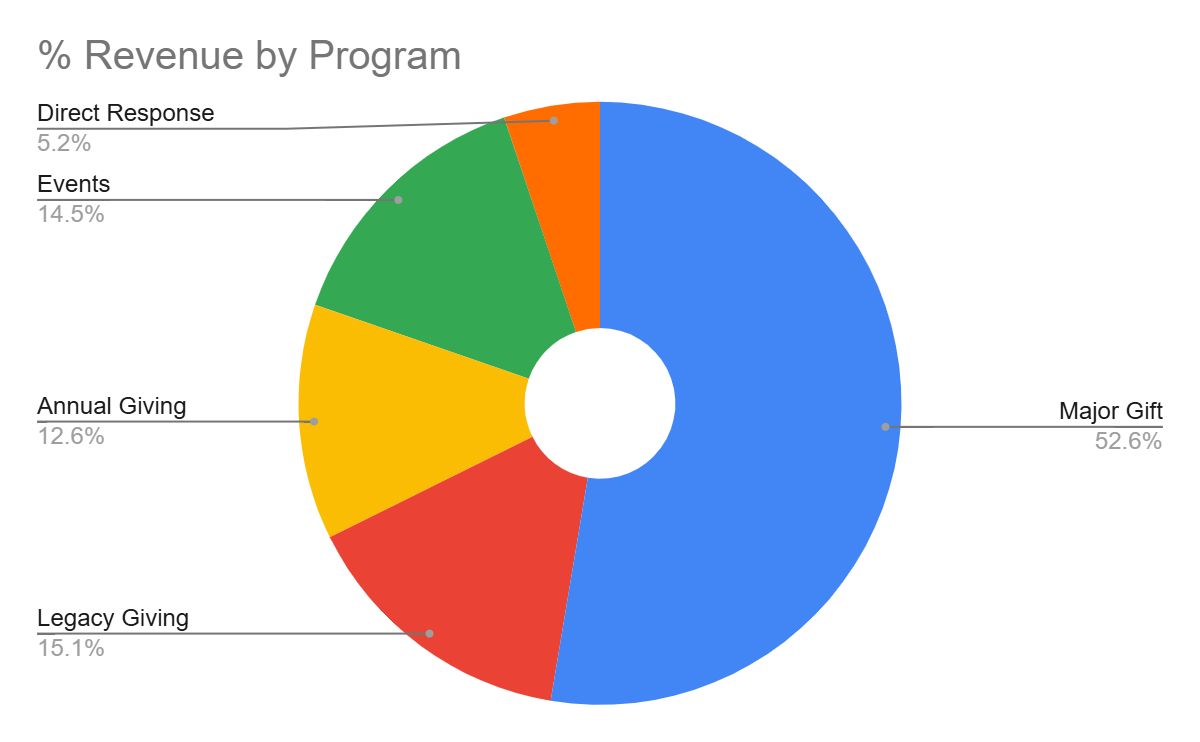 % Revenue by Program
Direct Response
5.2%
Events
14.5%
Annual Giving
12.6%
Major Gift
52.6%
Legacy Giving
15.1%